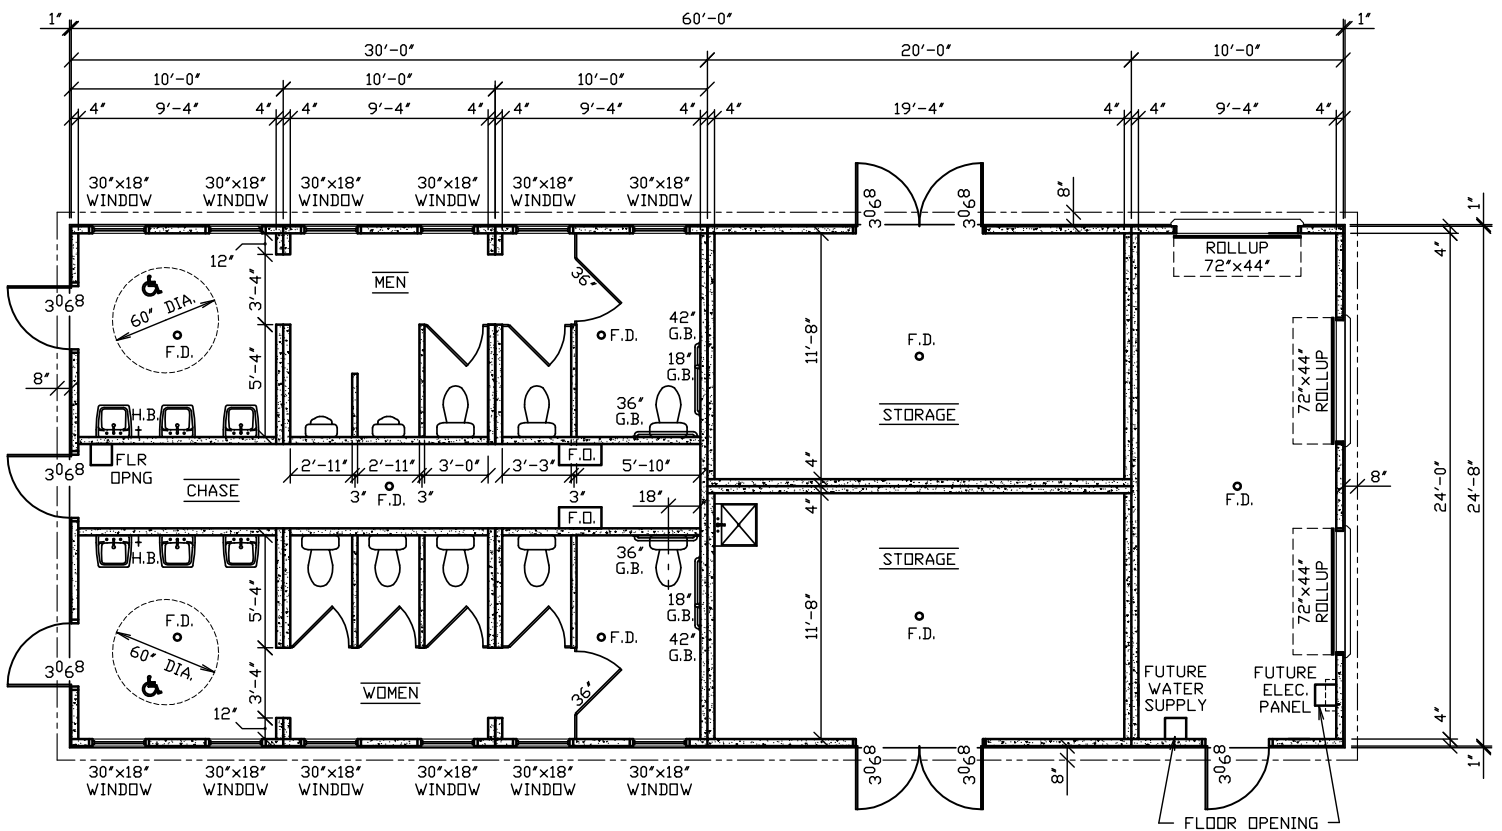 1" 60'-0" 1"
30'-0" 20'-0" 10'-0"
10'-0" 10'-0" 10'-0"
4" 9'-4" 4" 4" 9'-4" 4" 4" 9'-4" 4" 4" 19'-4" 4" 4" 9'-4" 4"
30"x18" 30"x18" 30"x18" 30"x18" 30"x18" 30"x18"
WINDOW WINDOW WINDOW WINDOW WINDOW WINDOW
3068 3068 8" 1"
12" 4"
ROLLUP
72"x44"
MEN
36"
3'-4"
3068
60" DIA.
F.D.
5'-4"
8"
42"
G.B.
F.D.
18"
G.B.
36"
G.B.
11'-8"
F.D.
STORAGE
72"x44"
ROLLUP
H.B.
FLR
OPNG
3068
CHASE
2'-11" 2'-11" 3'-0" 3'-3" 5'-10"
F.O.
3" 3" 3"
F.D.
18"
F.O.
4"
4"
F.D.
8"
24'-0"
24'-8"
H.B.
36"
G.B.
18"
G.B.
42"
G.B.
F.D.
STORAGE
F.D.
11'-8"
72"x44"
ROLLUP
5'-4"
F.D.
60" DIA.
3068
3'-4"
12"
WOMEN
36"
FUTURE
WATER
SUPPLY
FUTURE
ELEC.
PANEL
4"
3068 3068 8" 3068 1"
30"x18" 30"x18" 30"x18" 30"x18" 30"x18" 30"x18"
WINDOW WINDOW WINDOW WINDOW WINDOW WINDOW
FLOOR OPENING